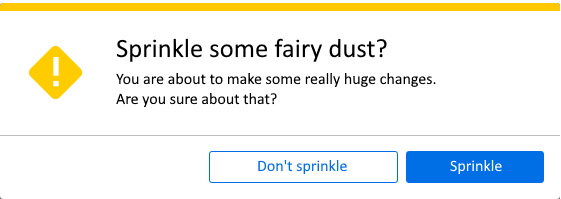 Sprinkle some fairy dust?
You are about to make some really huge changes.
Are you sure about that?
Don't sprinkle
Sprinkle